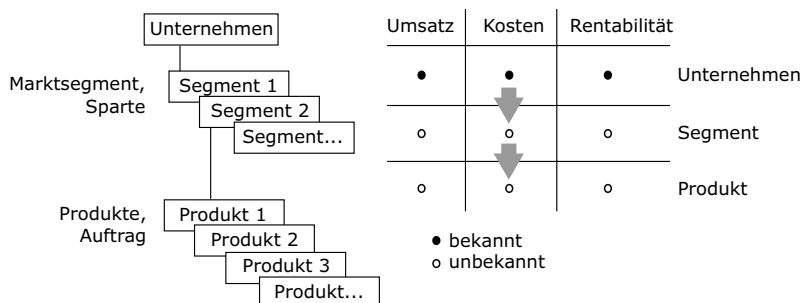 Unternehmen
Marktsegment,
Sparte
Segment 1
Segment 2
Segment...
Produkte,
Auftrag
Produkt 1
Produkt 2
Produkt 3
Produkt...
Umsatz Kosten Rentabilität
Unternehmen
Segment
Produkt
bekannt
unbekannt